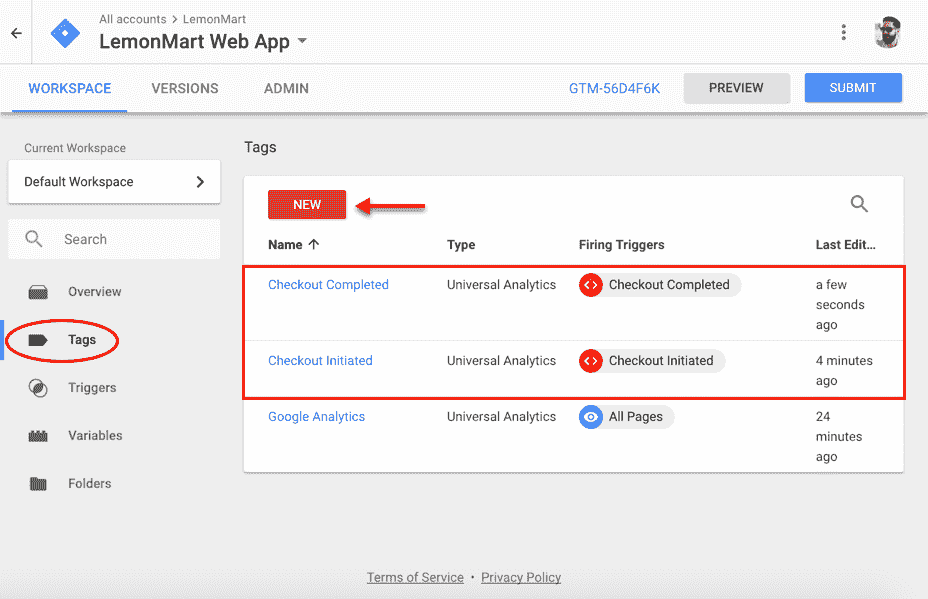 All accounts > LemonMart
LemonMart Web App
WORKSPACE VERSIONS ADMIN GTM-56D4F6K PREVIEW SUBMIT
Current Workspace
Default Workspace
Search
Overview
Tags
Triggers
Variables
Folders
Tags
NEW
Name Type Firing Triggers Last Edit...
Checkout Completed Universal Analytics Checkout Completed a few
seconds
ago
Checkout Initiated Universal Analytics Checkout Initiated 4 minutes
ago
Google Analytics Universal Analytics All Pages 24
minutes
ago
Terms of Service • Privacy Policy